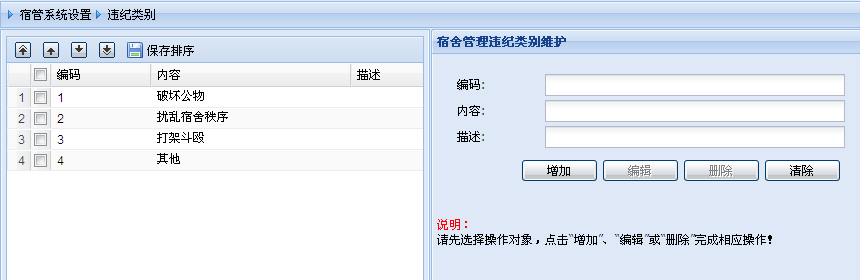 宿管系统设置 违纪类别
保存排序
编码 内容 描述
1 1 破坏公物
2 2 扰乱宿舍秩序
3 3 打架斗殴
4 4 其他
宿舍管理违纪类别维护
编码:
内容:
描述:
增加 编辑 删除 清除
说明：
请先选择操作对象，点击"增加"、"编辑"或"删除"完成相应操作!